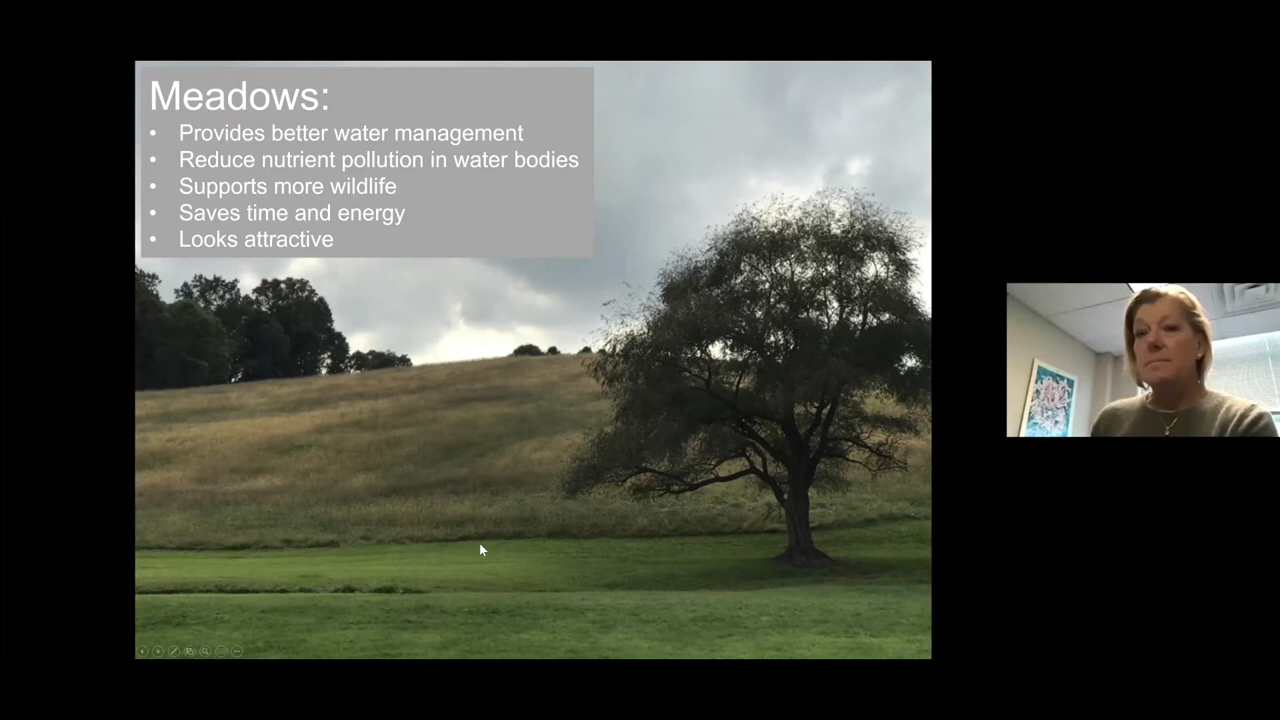 Meadows:
• Provides better water management
• Reduce nutrient pollution in water bodies
• Supports more wildlife
• Saves time and energy
• Looks attractive